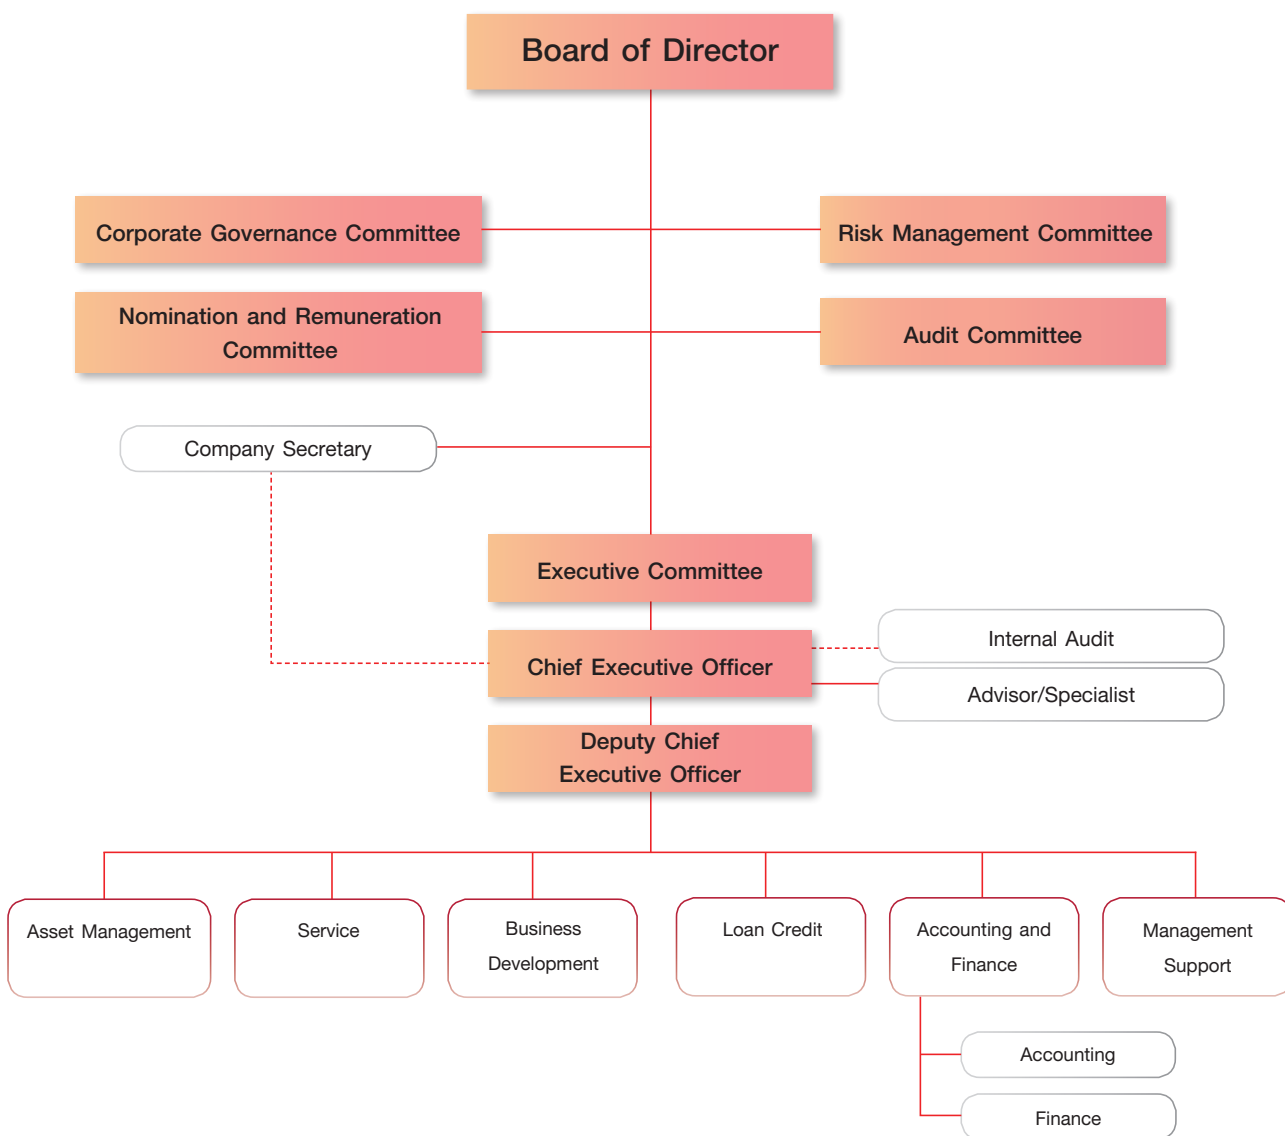 Board of Director
Corporate Governance Committee
Risk Management Committee
Nomination and Remuneration
Committee
Audit Committee
Company Secretary
Executive Committee
Chief Executive Officer
Internal Audit
Advisor/Specialist
Deputy Chief
Executive Officer
Asset Management
Service
Business
Development
Loan Credit
Accounting and
Finance
Management
Support
Accounting
Finance